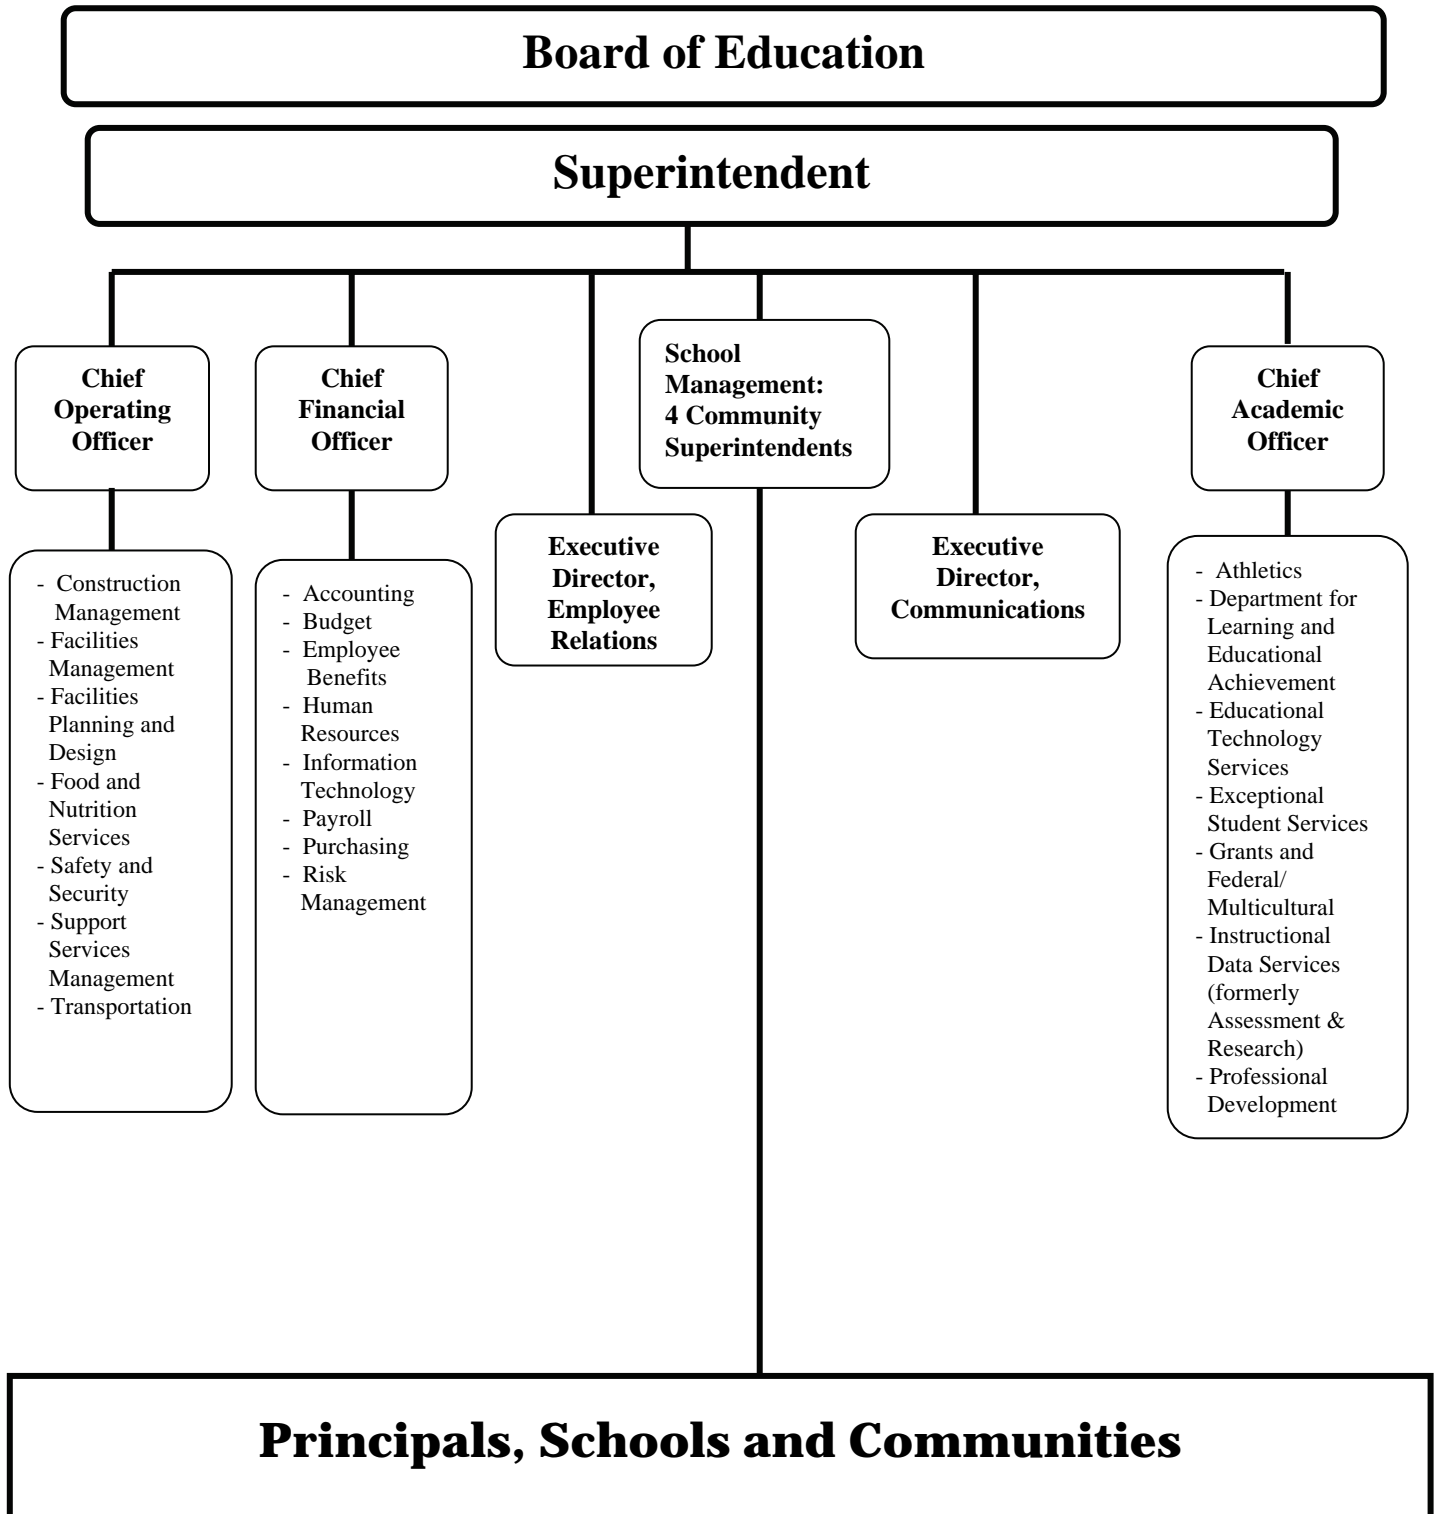 Board of Education
Superintendent
Chief
Operating
Officer
Chief
Financial
Officer
School
Management:
4 Community
Superintendents
Chief
Academic
Officer
Executive
Director,
Employee
Relations
Executive
Director,
Communications
- Construction
Management
- Facilities
Management
- Facilities
Planning and
Design
- Food and
Nutrition
Services
- Safety and
Security
- Support
Services
Management
- Transportation
- Accounting
- Budget
- Employee
Benefits
- Human
Resources
- Information
Technology
- Payroll
- Purchasing
- Risk
Management
- Athletics
- Department for
Learning and
Educational
Achievement
- Educational
Technology
Services
- Exceptional
Student Services
- Grants and
Federal/
Multicultural
- Instructional
Data Services
(formerly
Assessment &
Research)
- Professional
Development
Principals, Schools and Communities